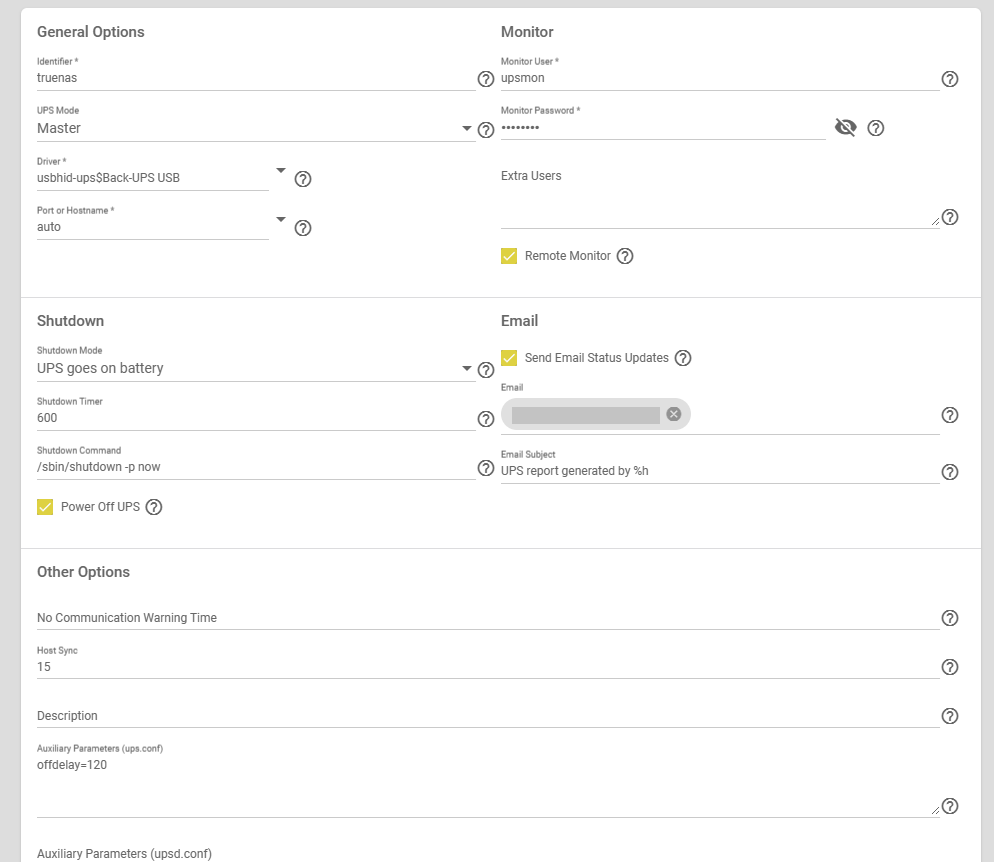 General Options
Identifier *
truenas
UPS Mode
Master
Driver *
usbhid-ups$Back-UPS USB
Port or Hostname *
auto
Monitor
Monitor User *
upsmon
Monitor Password *
••••••••
Extra Users
Remote Monitor
Shutdown
Shutdown Mode
UPS goes on battery
Shutdown Timer
600
Shutdown Command
/sbin/shutdown -p now
Power Off UPS
Email
Send Email Status Updates
Email
Email Subject
UPS report generated by %h
Other Options
No Communication Warning Time
Host Sync
15
Description
Auxiliary Parameters (ups.conf)
offdelay=120
Auxiliary Parameters (upsd.conf)